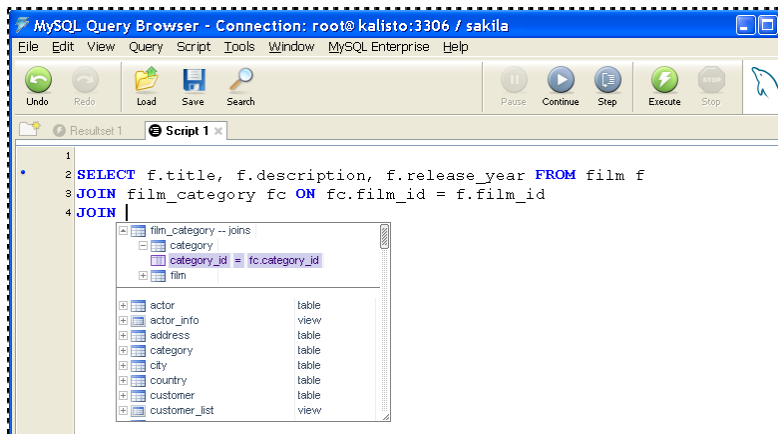 MySQL Query Browser - Connection: root@ kalisto:3306 / sakila
File Edit View Query Script Tools Window MySQL Enterprise Help
Undo Redo Load Save Search Pause Continue Step Execute Stop
STOP
Resultset 1 Script 1
1
2 SELECT f.title, f.description, f.release_year FROM film f
3 JOIN film_category fc ON fc.film_id = f.film_id
4 JOIN
film_category -- joins
category
category_id = fc.category_id
film
actor table
actor_info view
address table
category table
city table
country table
customer table
customer_list view